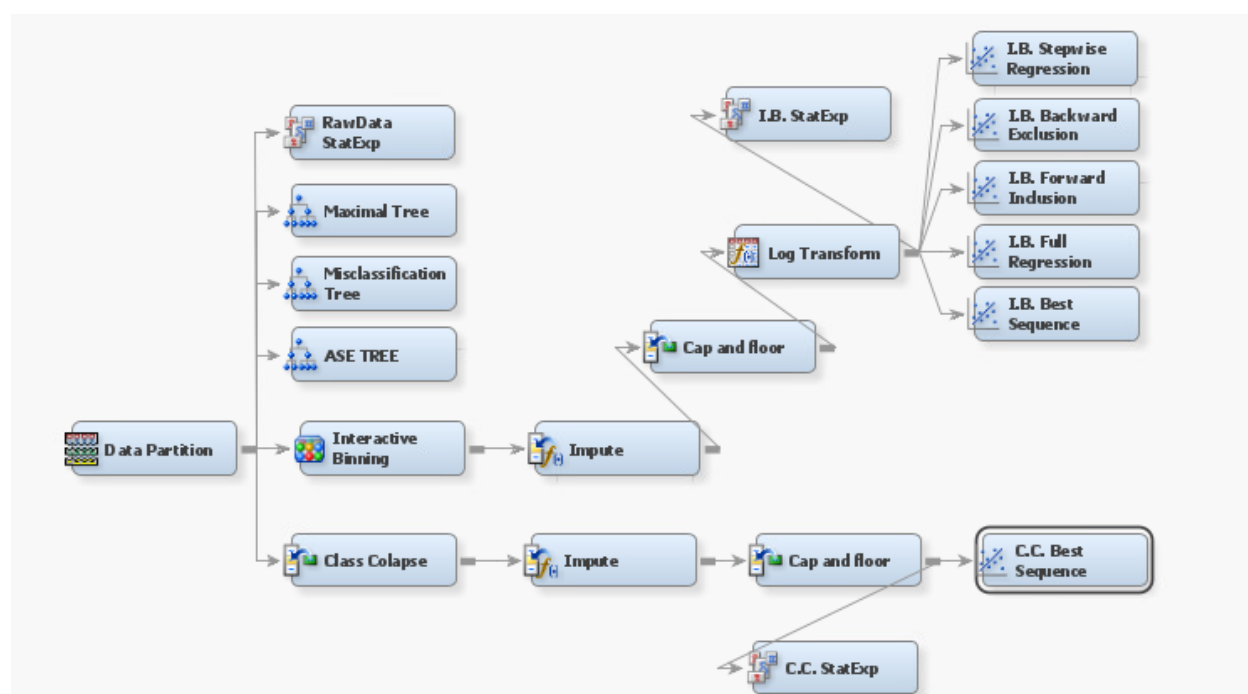 I.B. Stepwise
Regression
I.B. StatExp
RawData
StatExp
I.B. Backward
Exclusion
Maximal Tree
I.B. Forward
Inclusion
Log Transform
I.B. Full
Regression
Misclassification
Tree
I.B. Best
Sequence
ASE TREE
Cap and floor
Data Partition
Interactive
Binning
Impute
Class Colapse
Impute
Cap and floor
C.C. Best
Sequence
C.C. StatExp